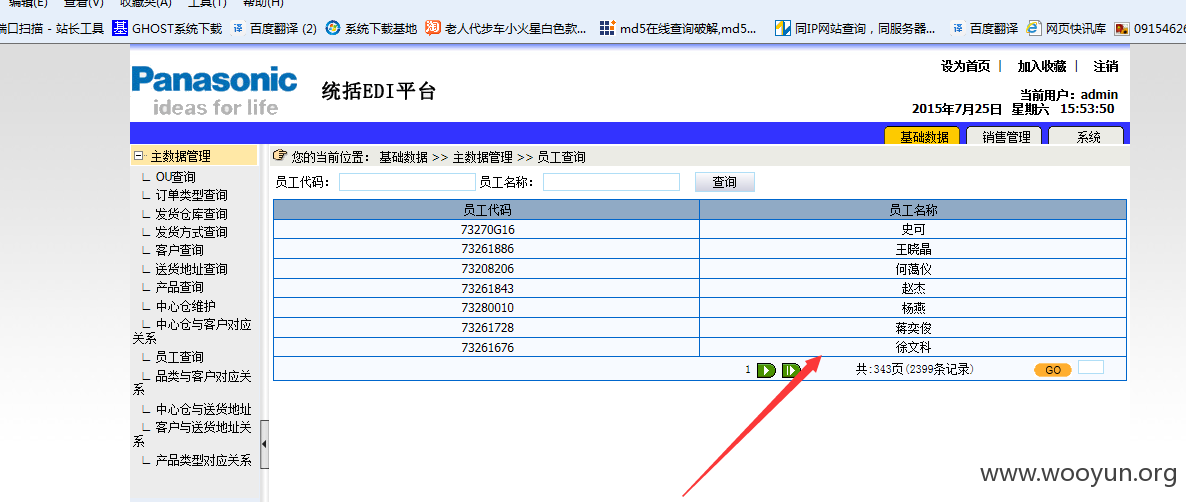 编辑(E) 查看(V) 收藏夹(A) 工具(T) 帮助(H)
端口扫描 - 站长工具 基 GHOST系统下载 译 百度翻译 (2) 系统下载基地 淘 老人代步车小火星白色款... md5在线查询破解,md5... 同IP网站查询，同服务器... 译 百度翻译 网页快讯库 09154626
Panasonic
ideas for life
统括EDI平台
设为首页 | 加入收藏 | 注销
当前用户：admin
2015年7月25日 星期六 15:53:50
基础数据 销售管理 系统
主数据管理
OU查询
订单类型查询
发货仓库查询
发货方式查询
客户查询
送货地址查询
产品查询
中心仓维护
中心仓与客户对应
关系
员工查询
品类与客户对应关
系
中心仓与送货地址
客户与送货地址关
系
产品类型对应关系
您的当前位置： 基础数据 >> 主数据管理 >> 员工查询
员工代码： 员工名称： 查询
员工代码 员工名称
73270G16 史可
73261886 王晓晶
73208206 何蔼仪
73261843 赵杰
73280010 杨燕
73261728 蒋奕俊
73261676 徐文科
1 共:343页(2399条记录) GO
www.wooyun.org